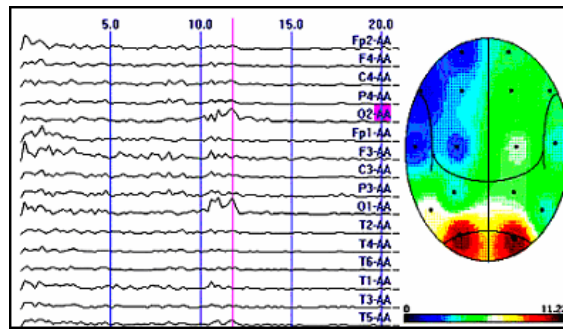 5.0 10.0 15.0 20.0
Fp2-AA
F4-AA
C4-AA
P4-AA
O2-AA
Fp1-AA
F3-AA
C3-AA
P3-AA
O1-AA
T2-AA
T4-AA
T6-AA
T1-AA
T3-AA
T5-AA
0